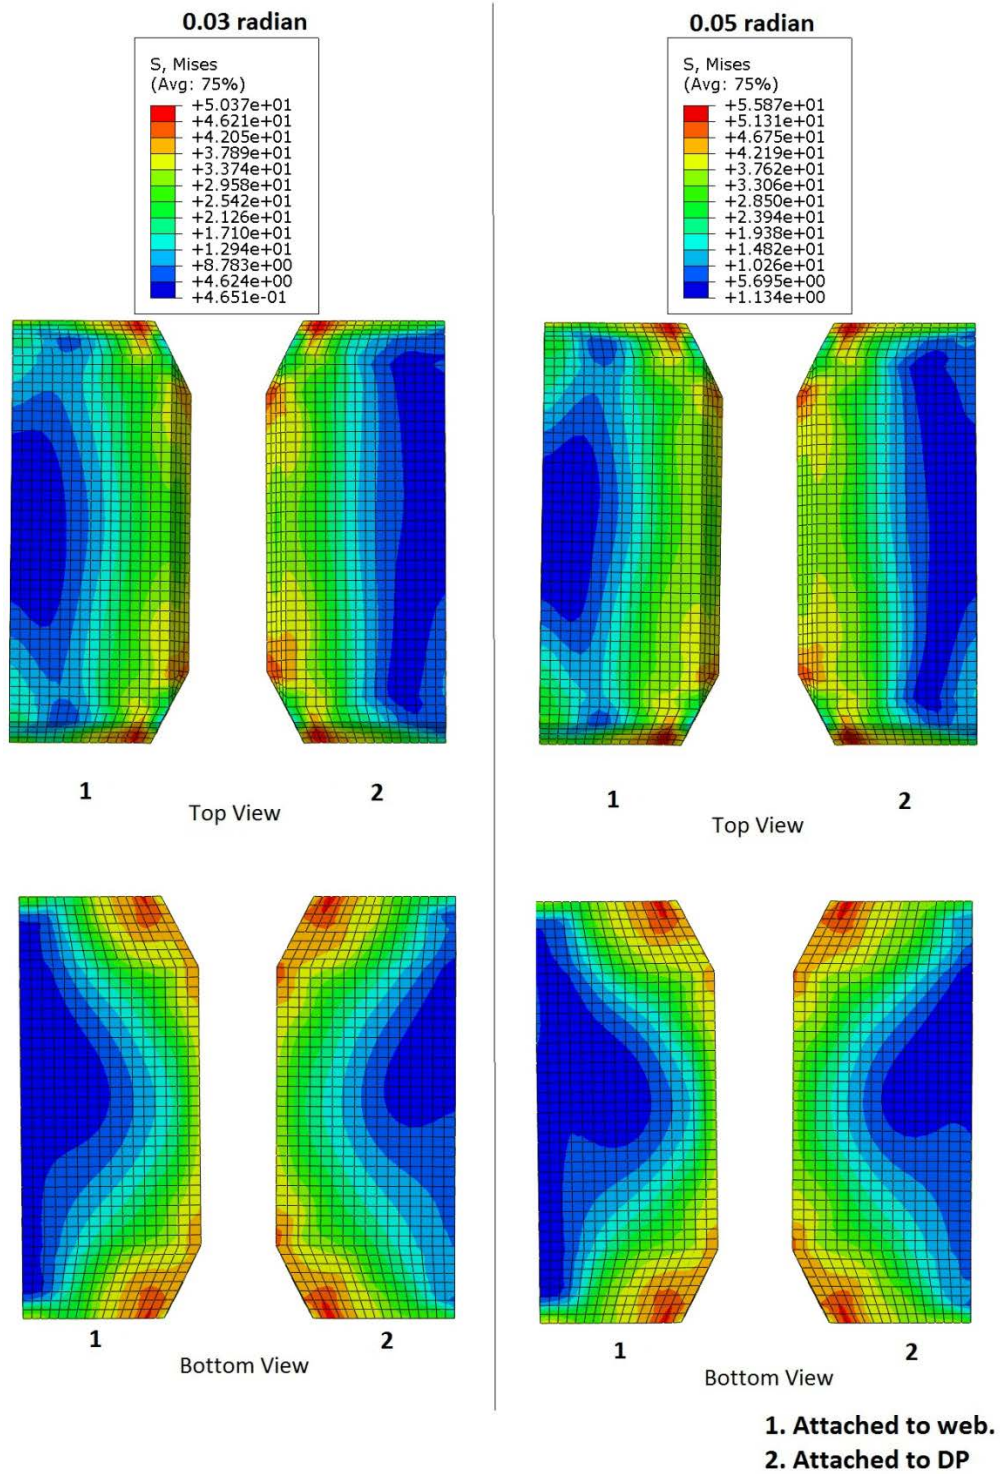 0.03 radian
S, Mises
(Avg: 75%)
+5.037e+01
+4.621e+01
+4.205e+01
+3.789e+01
+3.374e+01
+2.958e+01
+2.542e+01
+2.126e+01
+1.710e+01
+1.294e+01
+8.783e+00
+4.624e+00
+4.651e-01
1
2
Top View
1
2
Bottom View
0.05 radian
S, Mises
(Avg: 75%)
+5.587e+01
+5.131e+01
+4.675e+01
+4.219e+01
+3.762e+01
+3.306e+01
+2.850e+01
+2.394e+01
+1.938e+01
+1.482e+01
+1.026e+01
+5.695e+00
+1.134e+00
1
2
Top View
1
2
Bottom View
1. Attached to web.
2. Attached to DP